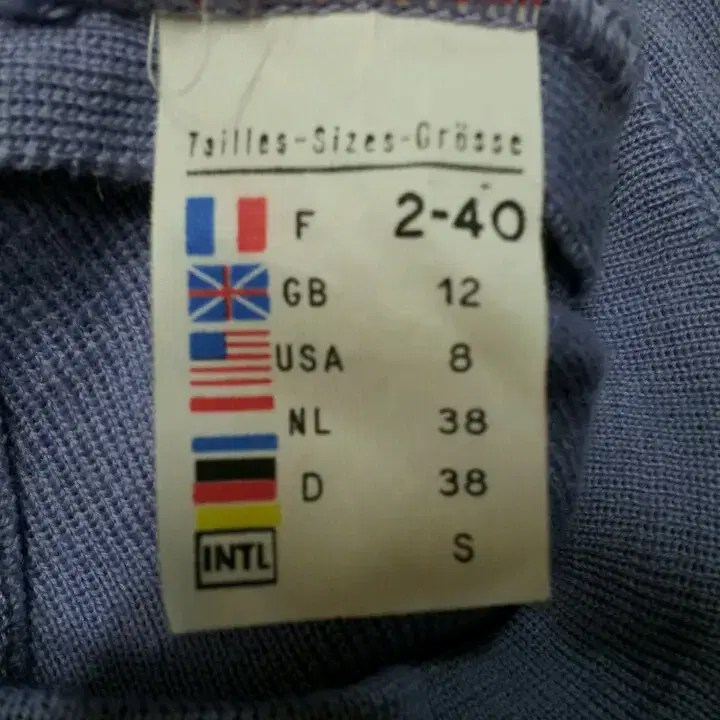 Tailles-Sizes-Grösse
F 2-40
GB 12
USA 8
NL 38
D 38
INTL S